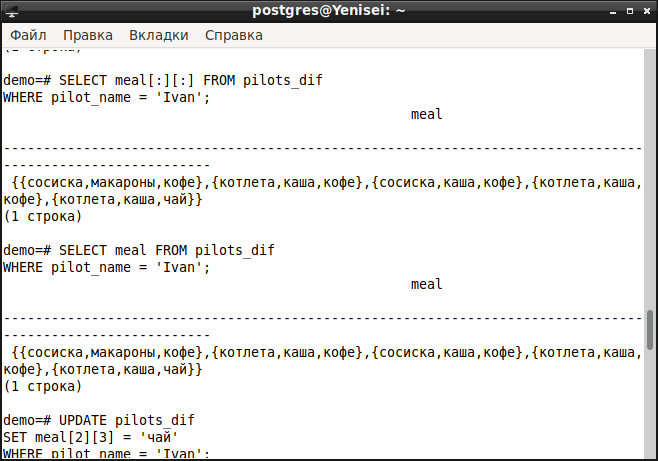 postgres@Yenisei: ~
Файл Правка Вкладки Справка
(1 строка)
demo=# SELECT meal[:][:] FROM pilots_dif
WHERE pilot_name = 'Ivan';
meal
--------------------------------------------------------------------------------
--------------------------
{{сосиска,макароны,кофе},{котлета,каша,кофе},{сосиска,каша,кофе},{котлета,каша,
кофе},{котлета,каша,чай}}
(1 строка)
demo=# SELECT meal FROM pilots_dif
WHERE pilot_name = 'Ivan';
meal
--------------------------------------------------------------------------------
--------------------------
{{сосиска,макароны,кофе},{котлета,каша,кофе},{сосиска,каша,кофе},{котлета,каша,
кофе},{котлета,каша,чай}}
(1 строка)
demo=# UPDATE pilots_dif
SET meal[2][3] = 'чай'
WHERE pilot_name = 'Ivan';